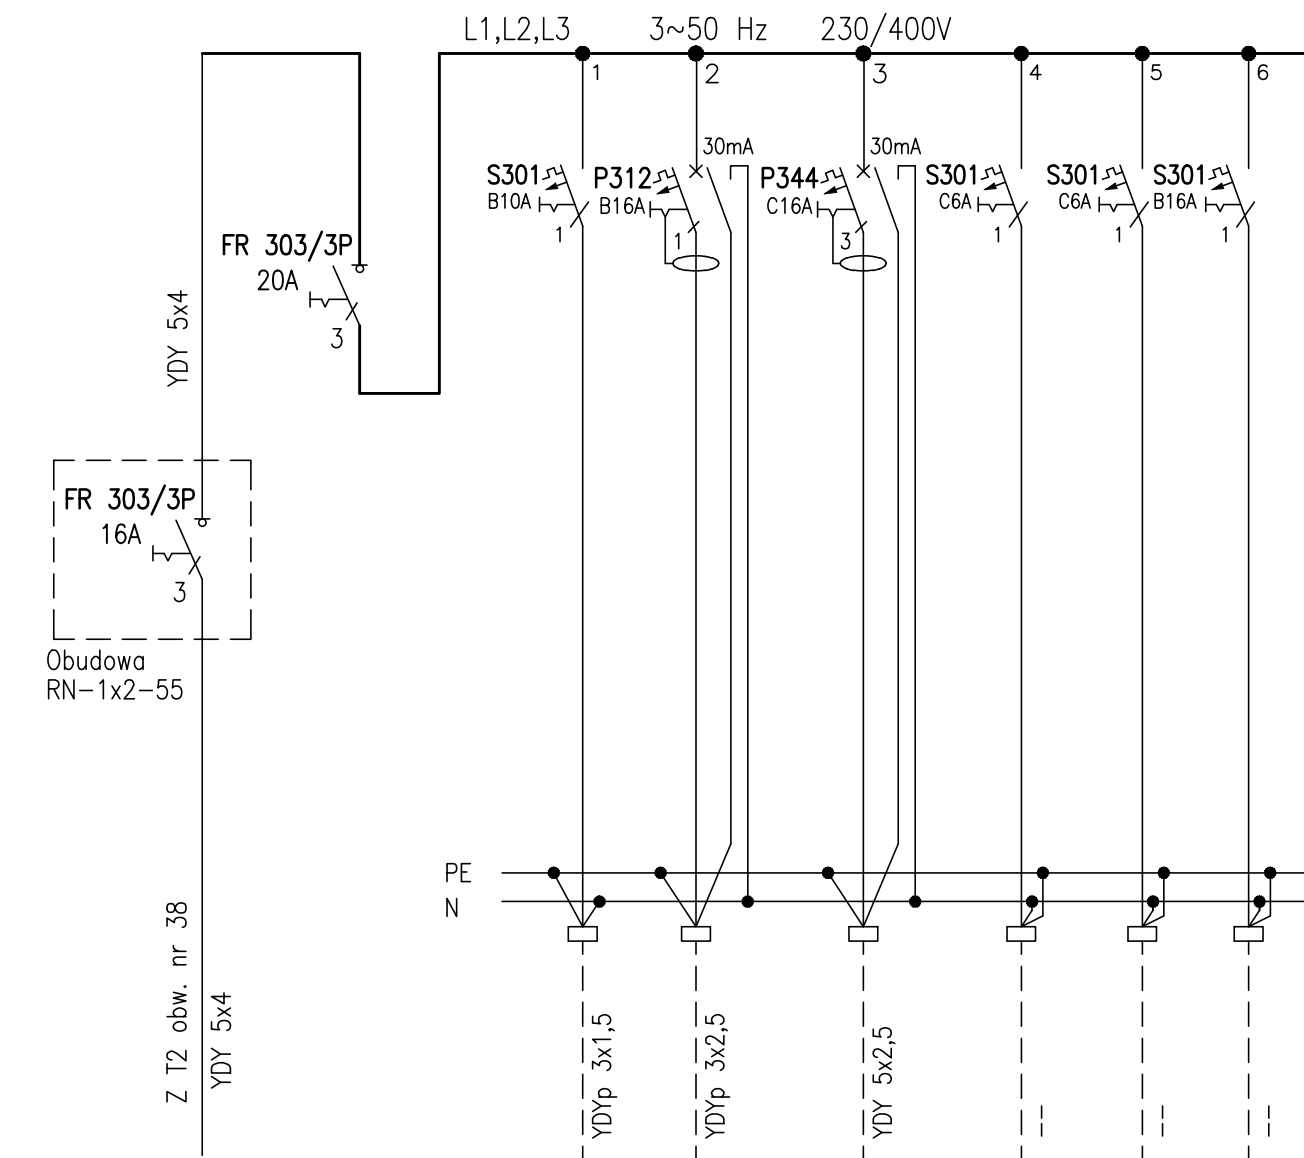 L1,L2,L3 3~50 Hz 230/400V
1 2 3 4 5 6
30mA 30mA
S301 P312 P344 S301 S301 S301
B10A B16A C16A C6A C6A B16A
1 1 3 1 1 1
FR 303/3P
20A
3
YDY 5x4
FR 303/3P
16A
3
Obudowa
RN-1x2-55
PE
N
Z T2 obw. nr 38
YDY 5x4
YDYp 3x1,5
YDYp 3x2,5
YDY 5x2,5